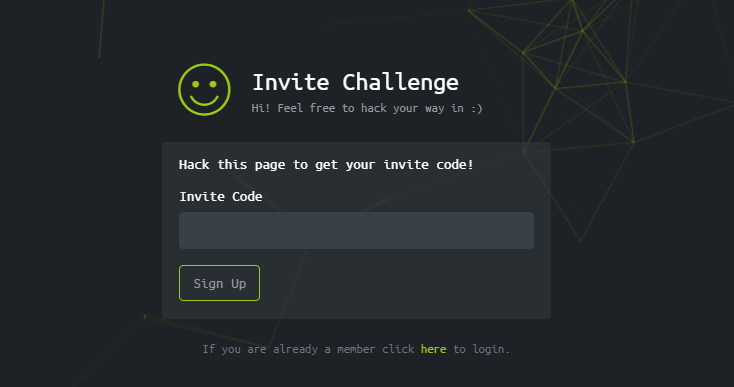 Invite Challenge
Hi! Feel free to hack your way in :)
Hack this page to get your invite code!
Invite Code
Sign Up
If you are already a member click here to login.